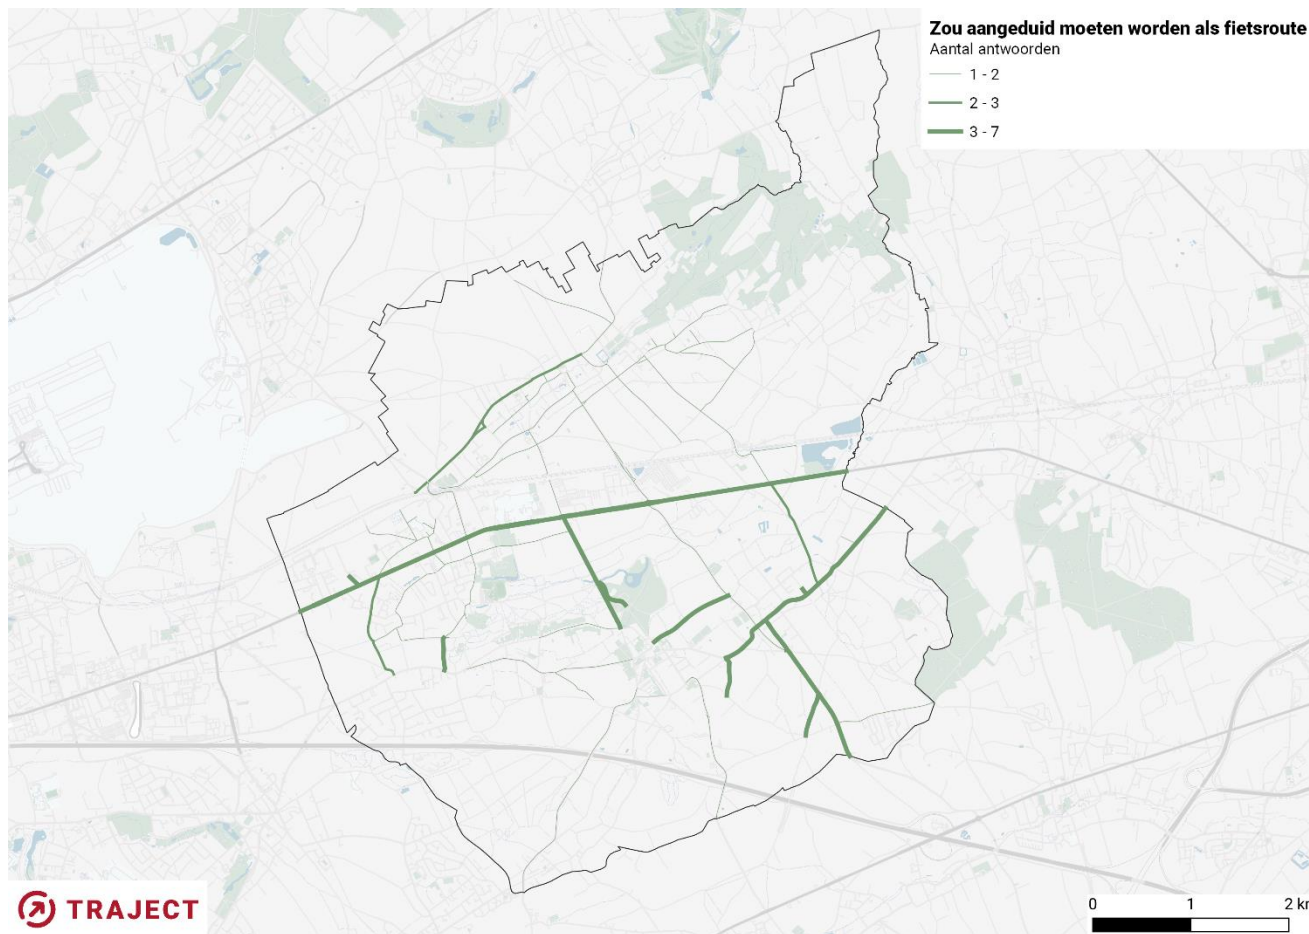 Zou aangeduid moeten worden als fietsroute
Aantal antwoorden
1 - 2
2 - 3
3 - 7
TRAJECT
0 1 2 km